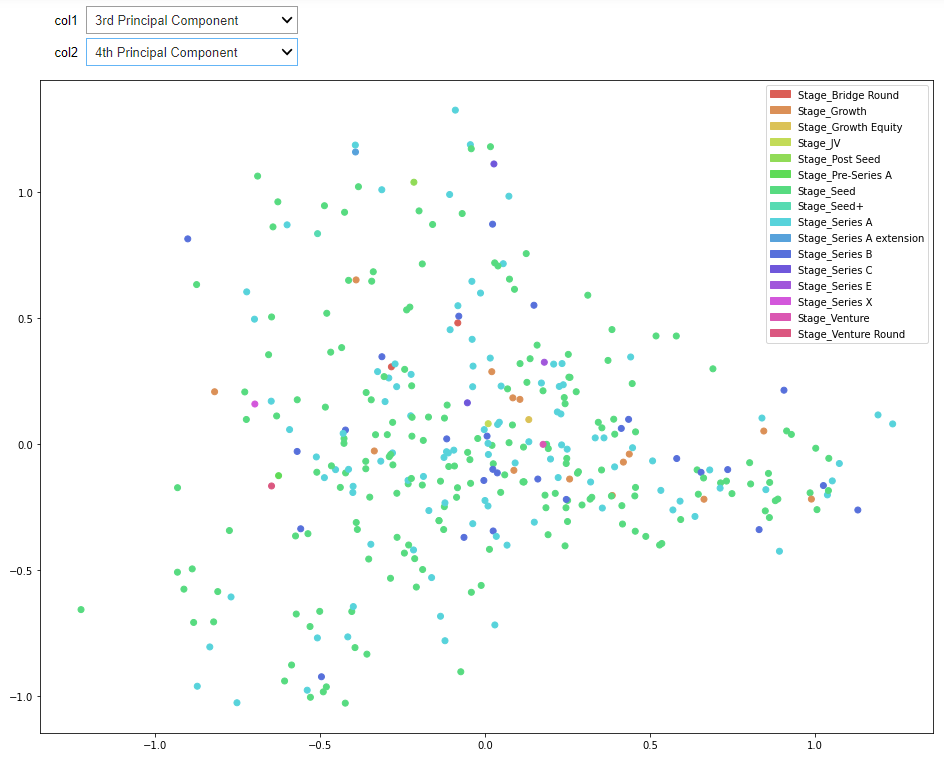 col1 3rd Principal Component
col2 4th Principal Component
Stage_Bridge Round
Stage_Growth
Stage_Growth Equity
Stage_JV
Stage_Post Seed
Stage_Pre-Series A
Stage_Seed
Stage_Seed+
Stage_Series A
Stage_Series A extension
Stage_Series B
Stage_Series C
Stage_Series E
Stage_Series X
Stage_Venture
Stage_Venture Round
1.0
0.5
0.0
−0.5
−1.0
−1.0 −0.5 0.0 0.5 1.0